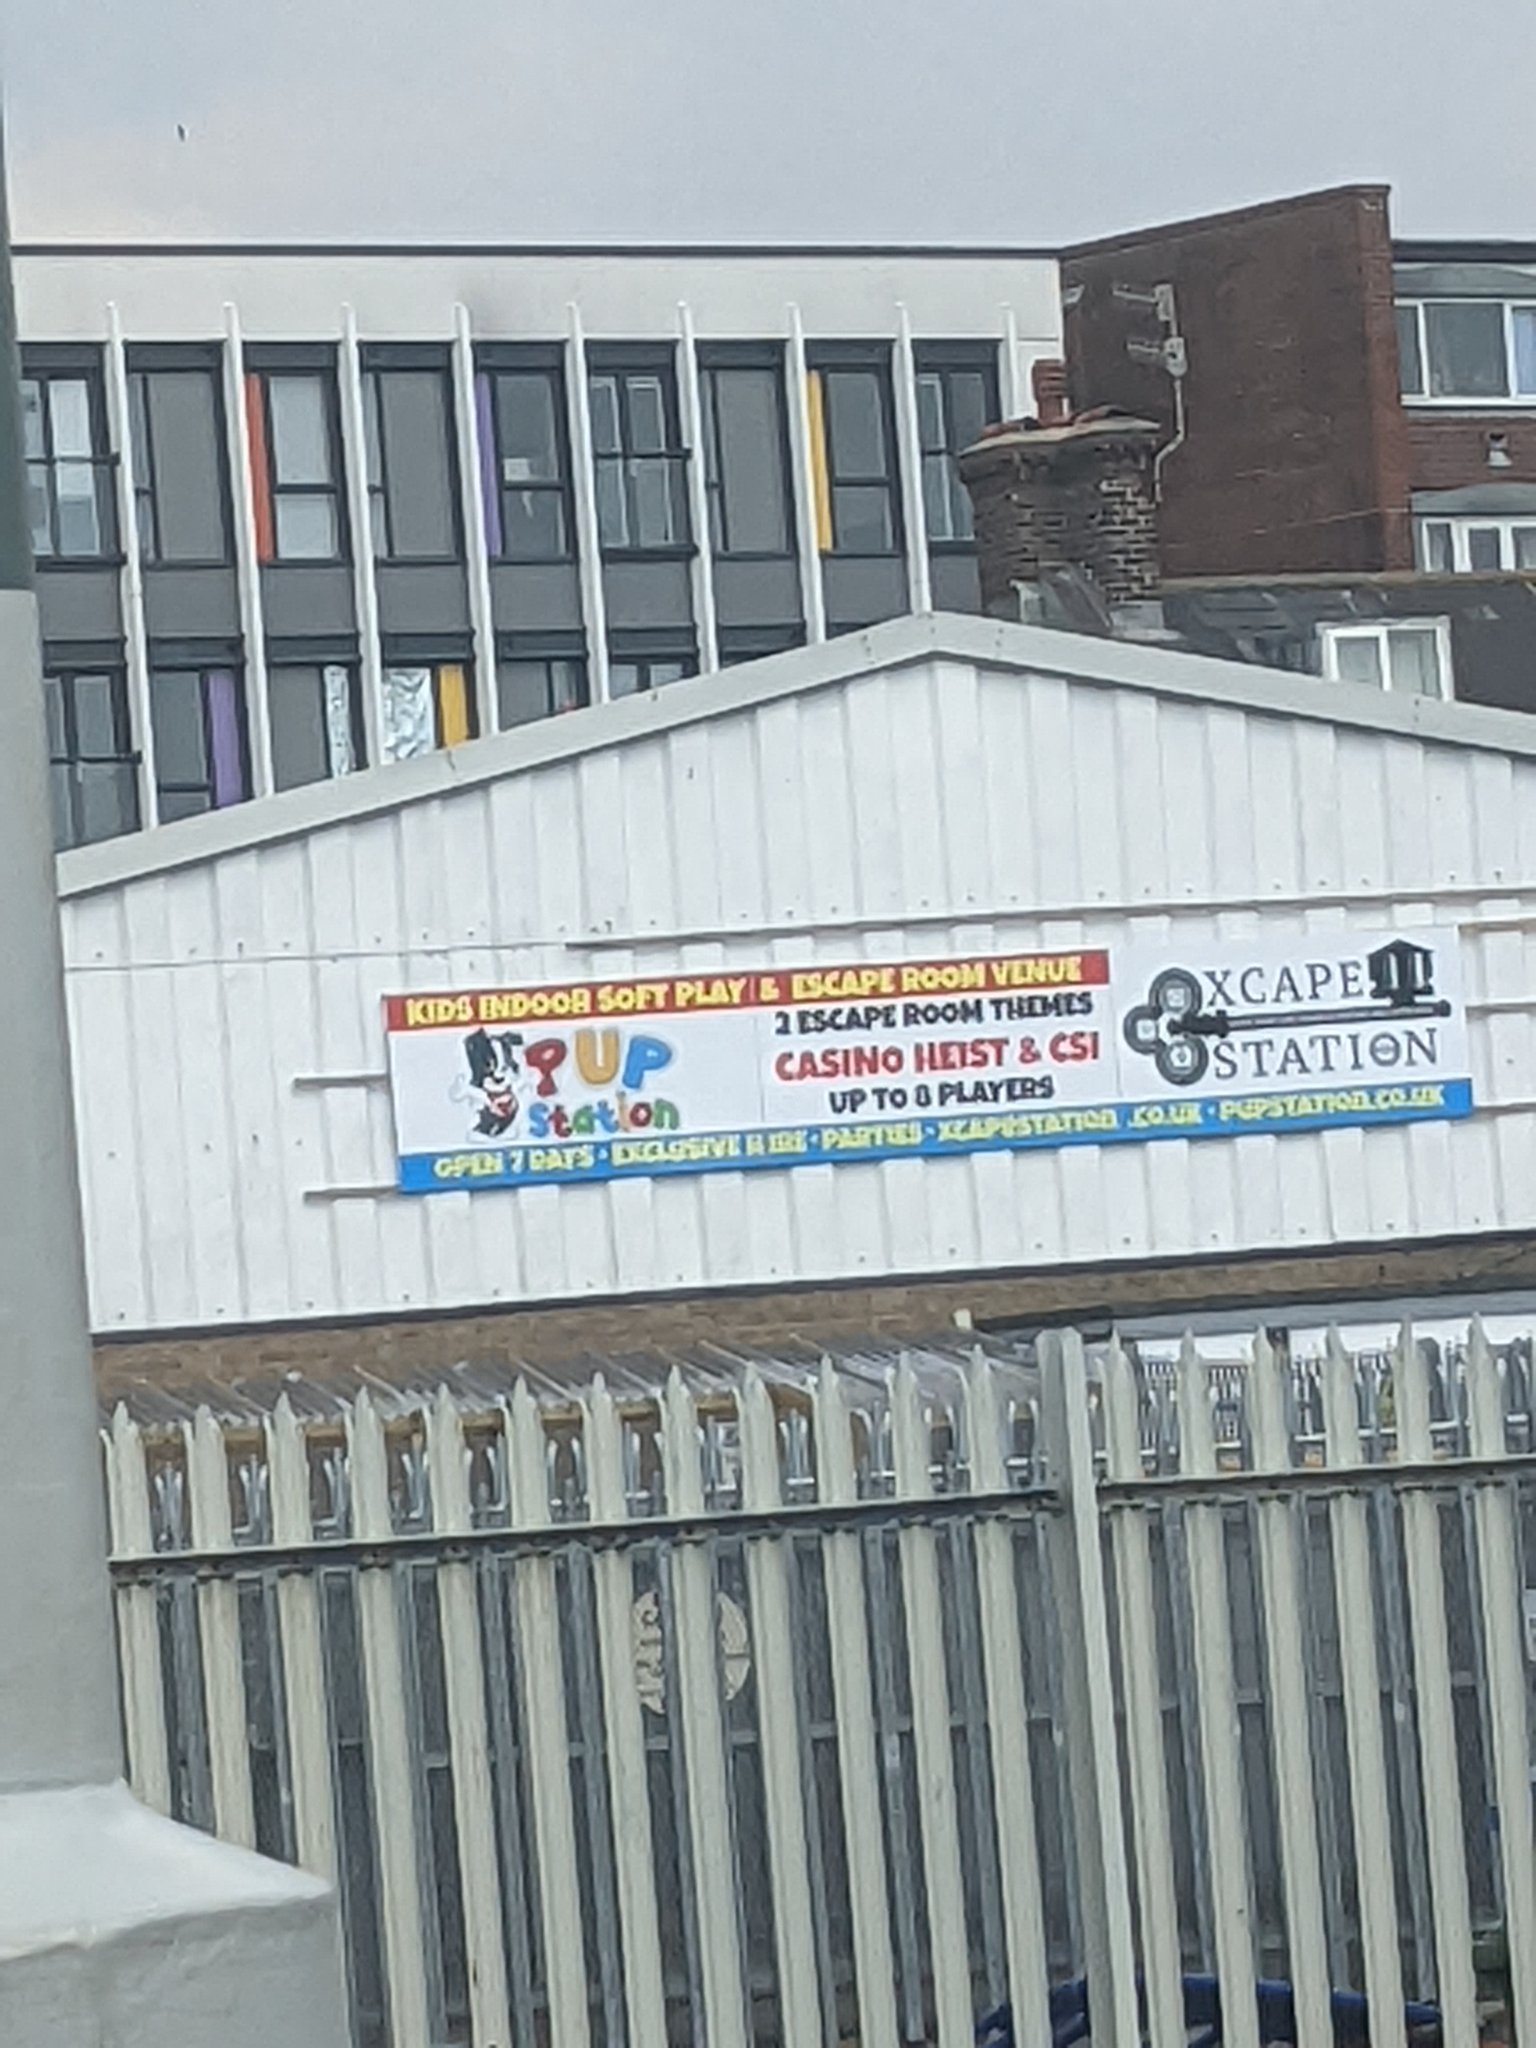 KIDS INDOOR SOFT PLAY & ESCAPE ROOM VENUE
PUP
Station
2 ESCAPE ROOM THEMES
CASINO HEIST & CSI
UP TO 8 PLAYERS
XCAPE
STATION
OPEN 7 DAYS • EXCLUSIVE HIRE • PARTIES • XCAPESTATION.CO.UK • PUPSTATION.CO.UK